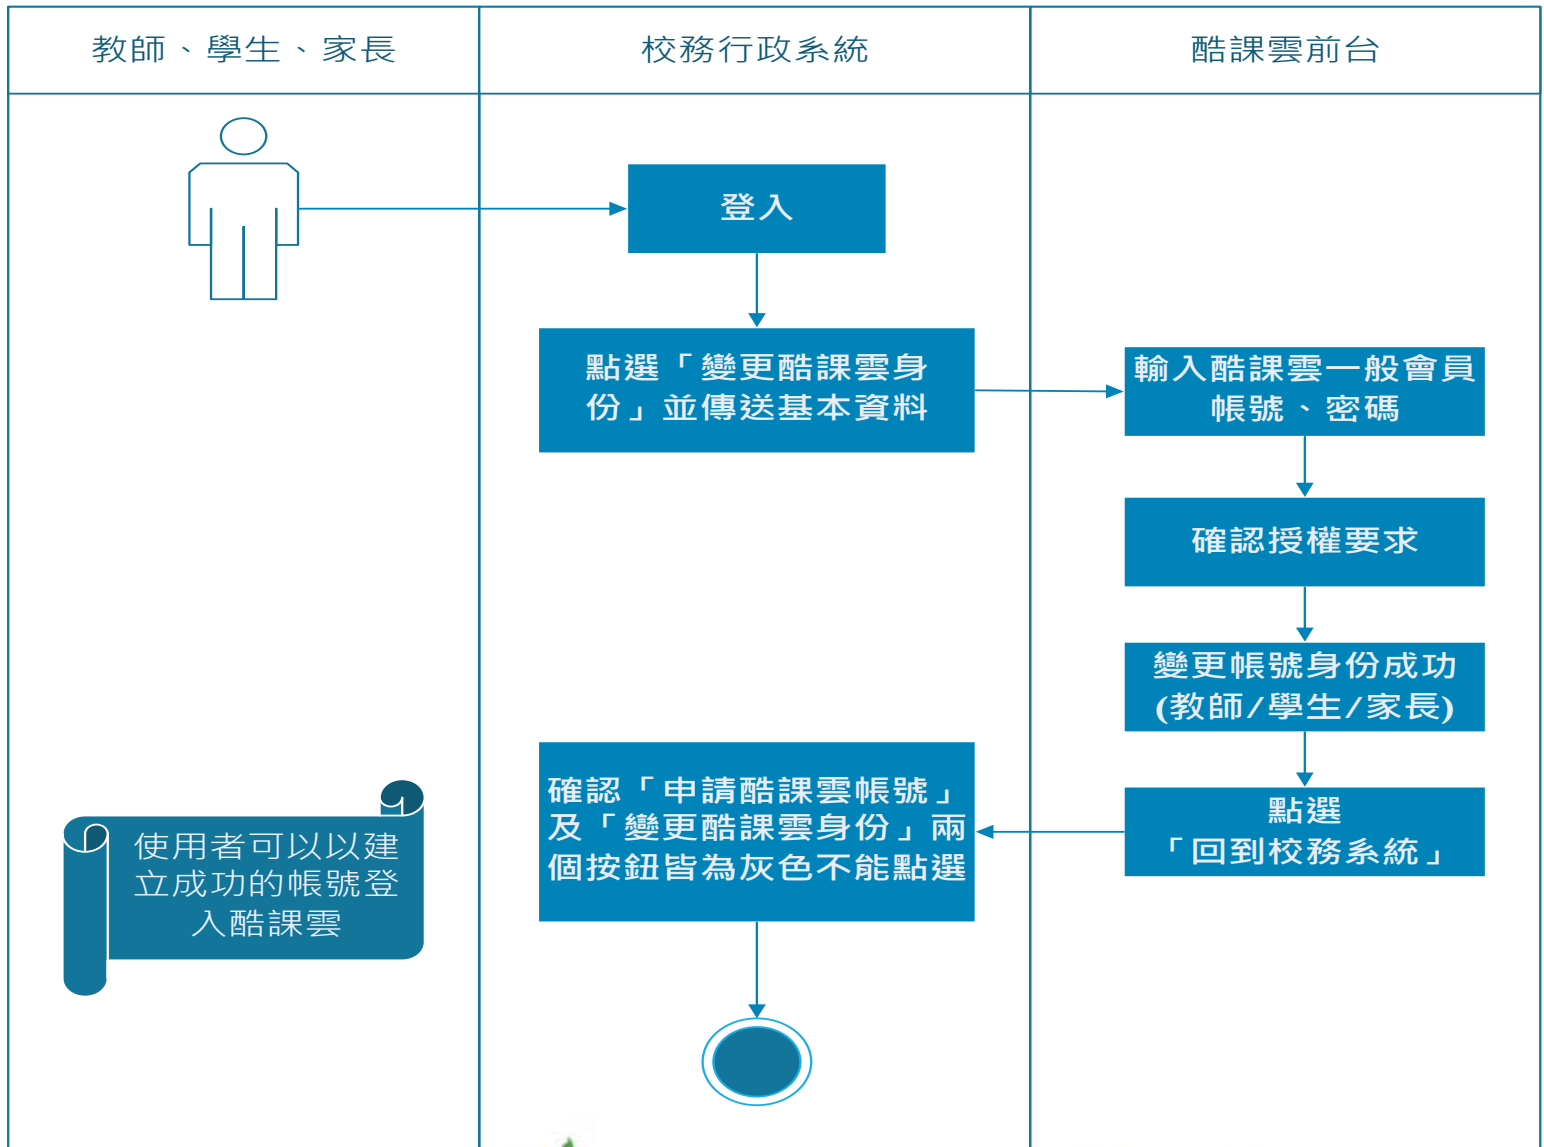 教師、學生、家長
校務行政系統
酷課雲前台
登入
點選「變更酷課雲身
份」並傳送基本資料
輸入酷課雲一般會員
帳號、密碼
確認授權要求
變更帳號身份成功
(教師/學生/家長)
點選
「回到校務系統」
確認「申請酷課雲帳號」
及「變更酷課雲身份」兩
個按鈕皆為灰色不能點選
使用者可以以建
立成功的帳號登
入酷課雲